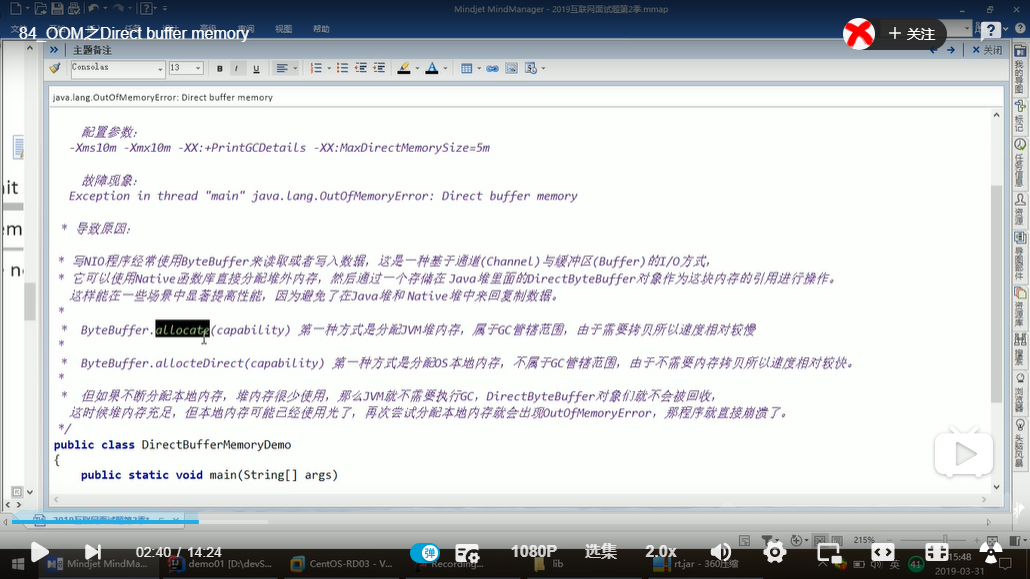 Mindjet MindManager - 2019互联网面试题第2季.mmap
84_OOM之Direct buffer memory
视图 帮助
关注
主题备注
关闭
Consolas 13 B I U
java.lang.OutOfMemoryError: Direct buffer memory
配置参数:
-Xms10m -Xmx10m -XX:+PrintGCDetails -XX:MaxDirectMemorySize=5m
故障现象:
Exception in thread "main" java.lang.OutOfMemoryError: Direct buffer memory
* 导致原因:
* 写NIO程序经常使用ByteBuffer来读取或者写入数据，这是一种基于通道(Channel)与缓冲区(Buffer)的I/O方式,
* 它可以使用Native函数库直接分配堆外内存，然后通过一个存储在 Java堆里面的DirectByteBuffer对象作为这块内存的引用进行操作。
这样能在一些场景中显著提高性能，因为避免了在Java堆和 Native堆中来回复制数据。
*
* ByteBuffer.allocate(capability) 第一种方式是分配JVM堆内存，属于GC管辖范围，由于需要拷贝所以速度相对较慢
*
* ByteBuffer.allocteDirect(capability) 第一种方式是分配OS本地内存，不属于GC管辖范围，由于不需要内存拷贝所以速度相对较快。
*
* 但如果不断分配本地内存，堆内存很少使用，那么JVM就不需要执行GC，DirectByteBuffer对象们就不会被回收，
这时候堆内存充足，但本地内存可能已经使用光了，再次尝试分配本地内存就会出现OutOfMemoryError，那程序就直接崩溃了。
*/
public class DirectBufferMemoryDemo
{
public static void main(String[] args)
我的导图
标记
任务信息
资源
导图部件
资源库
搜索
浏览器
头脑风暴
215%
02:40 / 14:24
弹
1080P 选集 2.0x
Mindjet MindMa...
demo01 [D:\devS...
CentOS-RD03 - V...
Recording...
lib
rt.jar - 360压缩
英
41
15:48
2019-03-31